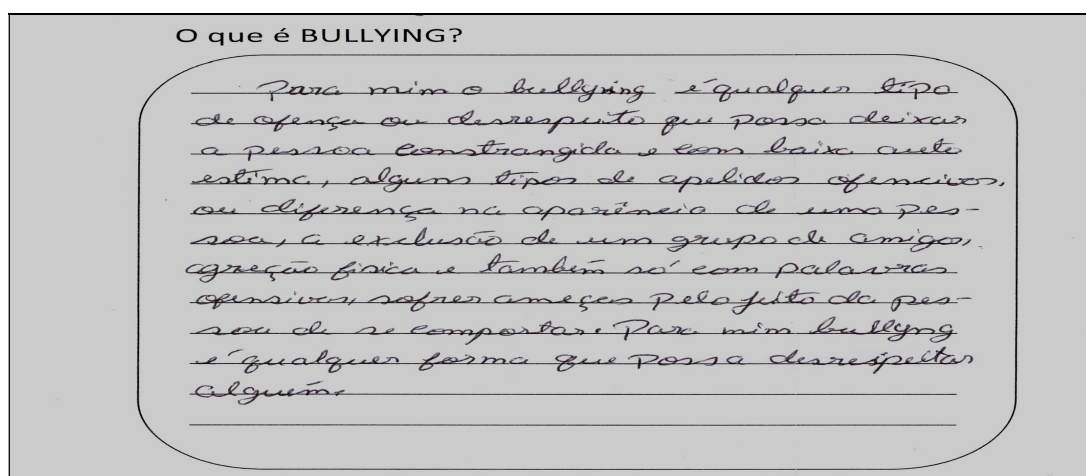 O que é BULLYING?
Para mim o bullyning é qualquer tipo
de ofença ou desrespeito que possa deixar
a pessoa constrangida e com baixa auto
estima, alguns tipos de apelidos ofencivos,
ou diferença na aparência de uma pes-
soa, a exclusão de um grupo de amigos,
agreção física e também só com palavras
ofensivas, sofrer ameças pelo jeito da pes-
soa de se comportar. Para mim bullyng
é qualquer forma que possa desrespeitar
alguém.